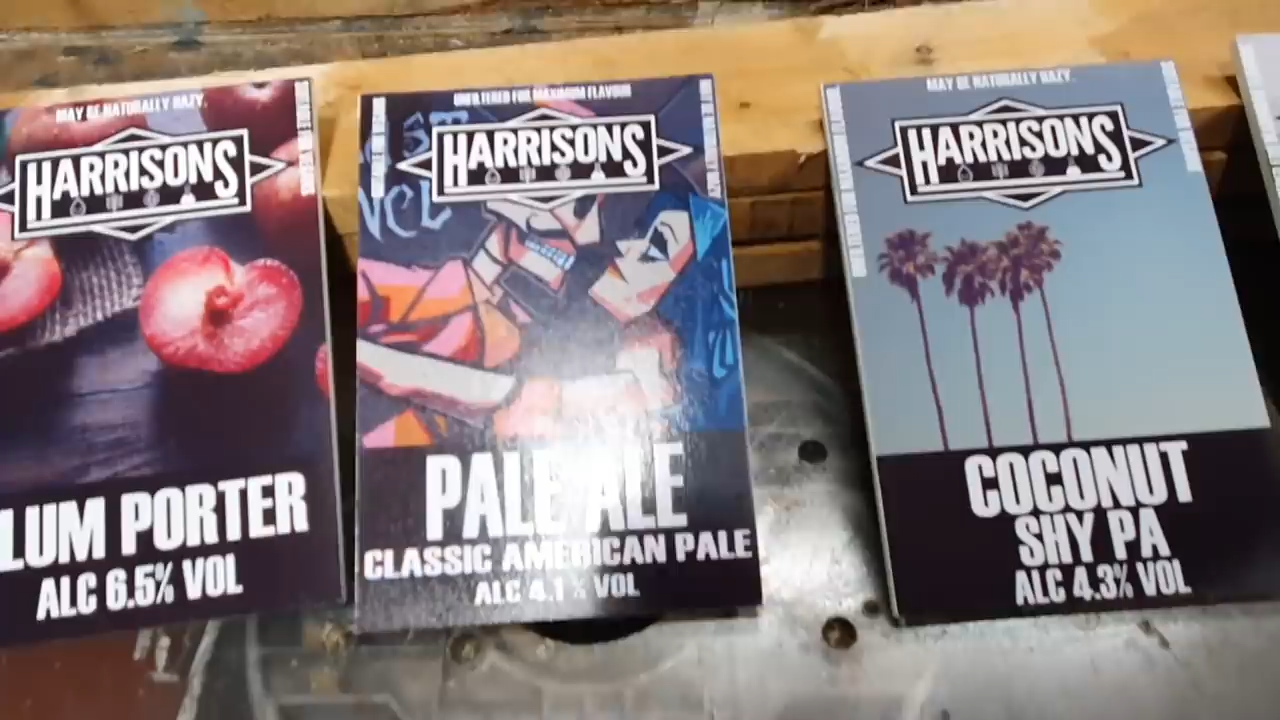 MAY BE NATURALLY HAZY
HARRISONS
LUM PORTER
ALC 6.5% VOL
UNFILTERED FOR MAXIMUM FLAVOUR
HARRISONS
PALE ALE
CLASSIC AMERICAN PALE
ALC 4.1% VOL
MAY BE NATURALLY HAZY
HARRISONS
COCONUT
SHY PA
ALC 4.3% VOL